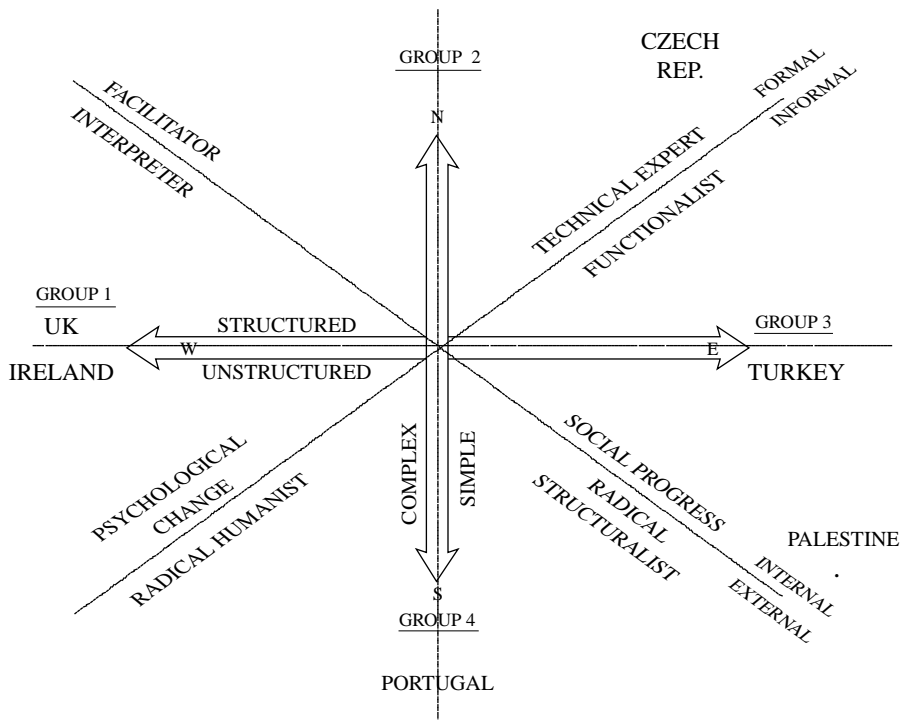 GROUP 2
CZECH
REP.
FORMAL
INFORMAL
FACILITATOR
INTERPRETER
N
TECHNICAL EXPERT
FUNCTIONALIST
GROUP 1
UK
STRUCTURED
GROUP 3
W
E
IRELAND
UNSTRUCTURED
TURKEY
COMPLEX
SIMPLE
PSYCHOLOGICAL
CHANGE
RADICAL HUMANIST
SOCIAL PROGRESS
RADICAL
STRUCTURALIST
PALESTINE
.
INTERNAL
EXTERNAL
S
GROUP 4
PORTUGAL